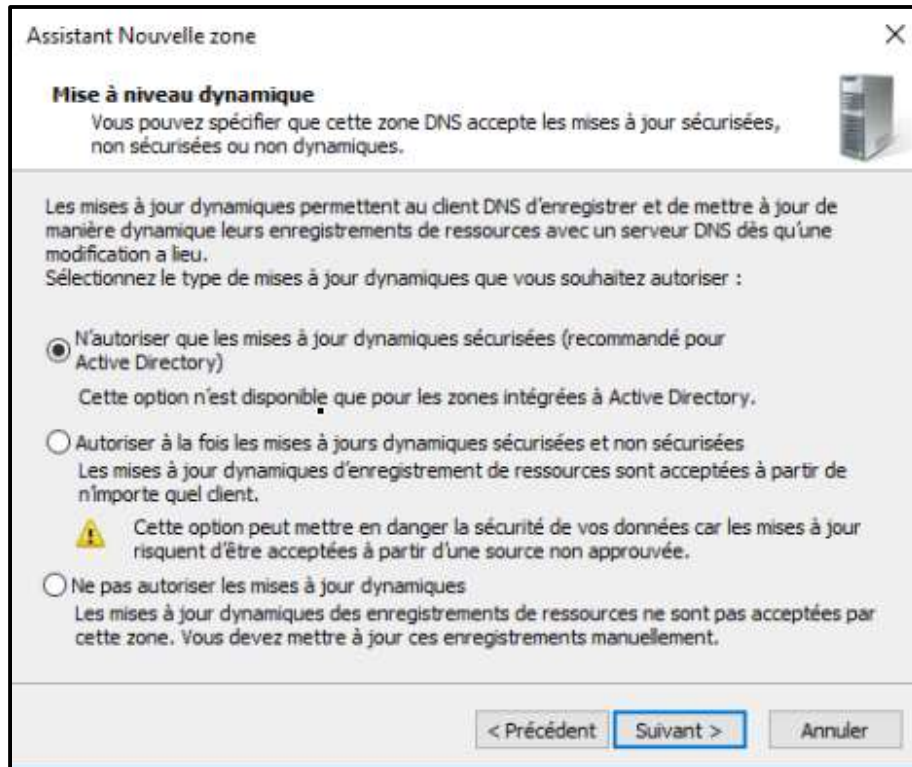 Assistant Nouvelle zone
Mise à niveau dynamique
Vous pouvez spécifier que cette zone DNS accepte les mises à jour sécurisées,
non sécurisées ou non dynamiques.
Les mises à jour dynamiques permettent au client DNS d'enregistrer et de mettre à jour de
manière dynamique leurs enregistrements de ressources avec un serveur DNS dès qu'une
modification a lieu.
Sélectionnez le type de mises à jour dynamiques que vous souhaitez autoriser :
N'autoriser que les mises à jour dynamiques sécurisées (recommandé pour
Active Directory)
Cette option n'est disponible que pour les zones intégrées à Active Directory.
Autoriser à la fois les mises à jours dynamiques sécurisées et non sécurisées
Les mises à jour dynamiques d'enregistrement de ressources sont acceptées à partir de
n'importe quel client.
Cette option peut mettre en danger la sécurité de vos données car les mises à jour
risquent d'être acceptées à partir d'une source non approuvée.
Ne pas autoriser les mises à jour dynamiques
Les mises à jour dynamiques des enregistrements de ressources ne sont pas acceptées par
cette zone. Vous devez mettre à jour ces enregistrements manuellement.
< Précédent Suivant > Annuler